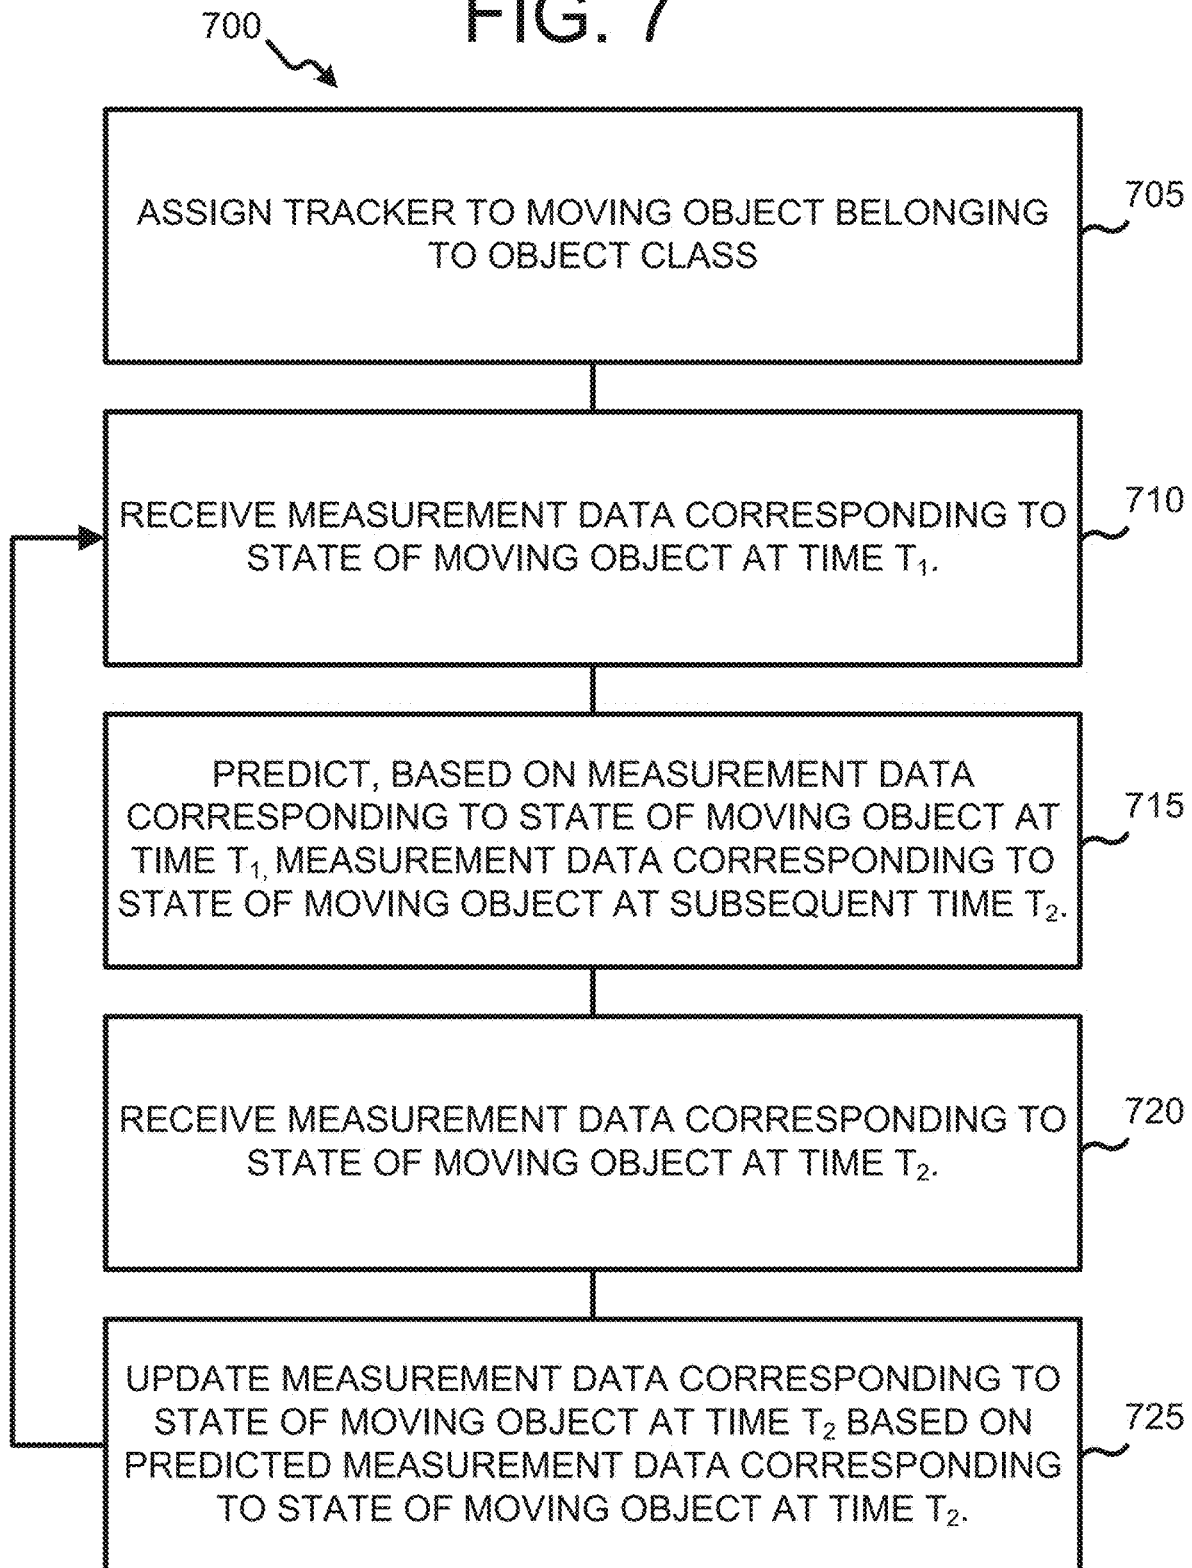 FIG. 7
700
ASSIGN TRACKER TO MOVING OBJECT BELONGING
TO OBJECT CLASS
705
RECEIVE MEASUREMENT DATA CORRESPONDING TO
STATE OF MOVING OBJECT AT TIME T₁.
710
PREDICT, BASED ON MEASUREMENT DATA
CORRESPONDING TO STATE OF MOVING OBJECT AT
TIME T₁, MEASUREMENT DATA CORRESPONDING TO
STATE OF MOVING OBJECT AT SUBSEQUENT TIME T₂.
715
RECEIVE MEASUREMENT DATA CORRESPONDING TO
STATE OF MOVING OBJECT AT TIME T₂.
720
UPDATE MEASUREMENT DATA CORRESPONDING TO
STATE OF MOVING OBJECT AT TIME T₂ BASED ON
PREDICTED MEASUREMENT DATA CORRESPONDING
TO STATE OF MOVING OBJECT AT TIME T₂.
725